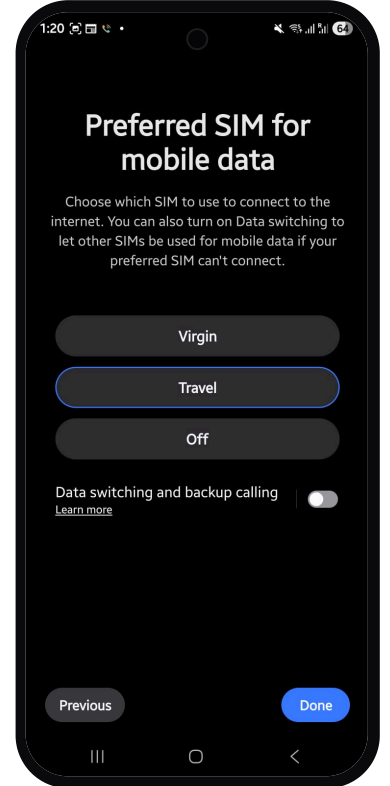 1:20
64
Preferred SIM for
mobile data
Choose which SIM to use to connect to the
internet. You can also turn on Data switching to
let other SIMs be used for mobile data if your
preferred SIM can't connect.
Virgin
Travel
Off
Data switching and backup calling
Learn more
Previous
Done